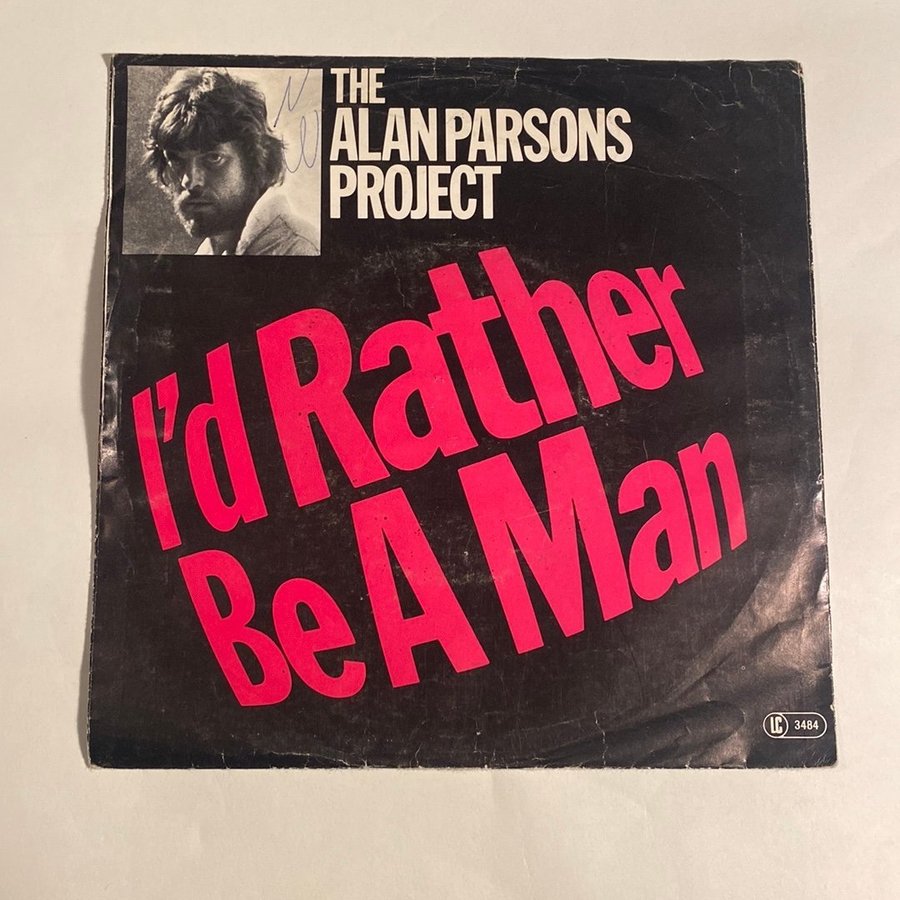 THE
ALAN PARSONS
PROJECT
I'd Rather
Be A Man
LC 3484